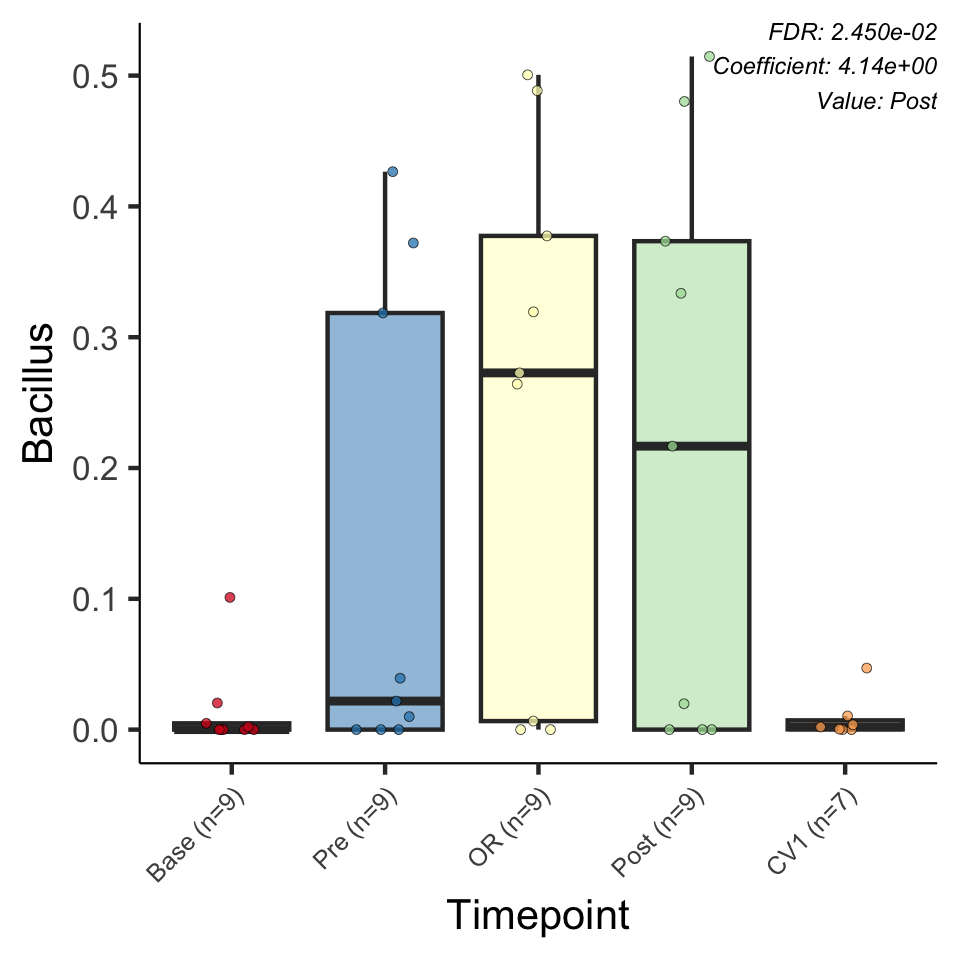 FDR: 2.450e-02
Coefficient: 4.14e+00
Value: Post
Bacillus
0.5
0.4
0.3
0.2
0.1
0.0
Base (n=9)
Pre (n=9)
OR (n=9)
Post (n=9)
CV1 (n=7)
Timepoint